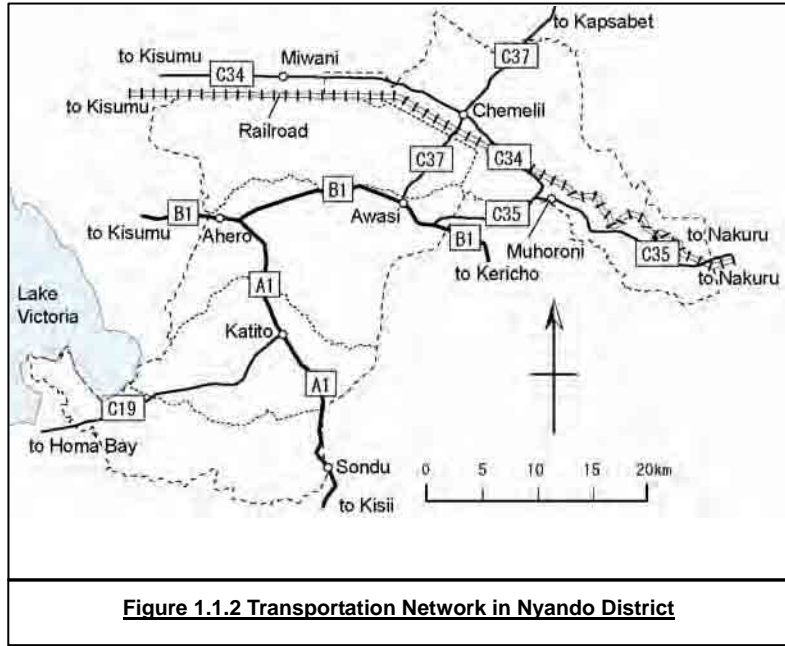 to Kapsabet
to Kisumu
C34
Miwani
C37
to Kisumu
Railroad
Chemelil
C37
C34
B1
B1
to Kisumu
Ahero
Awasi
C35
B1
Muhoroni
to Kericho
C35
to Nakuru
to Nakuru
A1
Lake
Victoria
Katito
A1
C19
to Homa Bay
Sondu
to Kisii
0 5 10 15 20km
Figure 1.1.2 Transportation Network in Nyando District